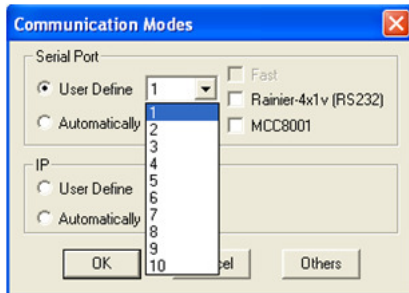 Communication Modes
Serial Port
User Define 1
Fast
Rainier-4x1v (RS232)
Automatically
MCC8001
1
2
3
4
5
6
7
8
9
10
IP
User Define
Automatically
OK
cel
Others